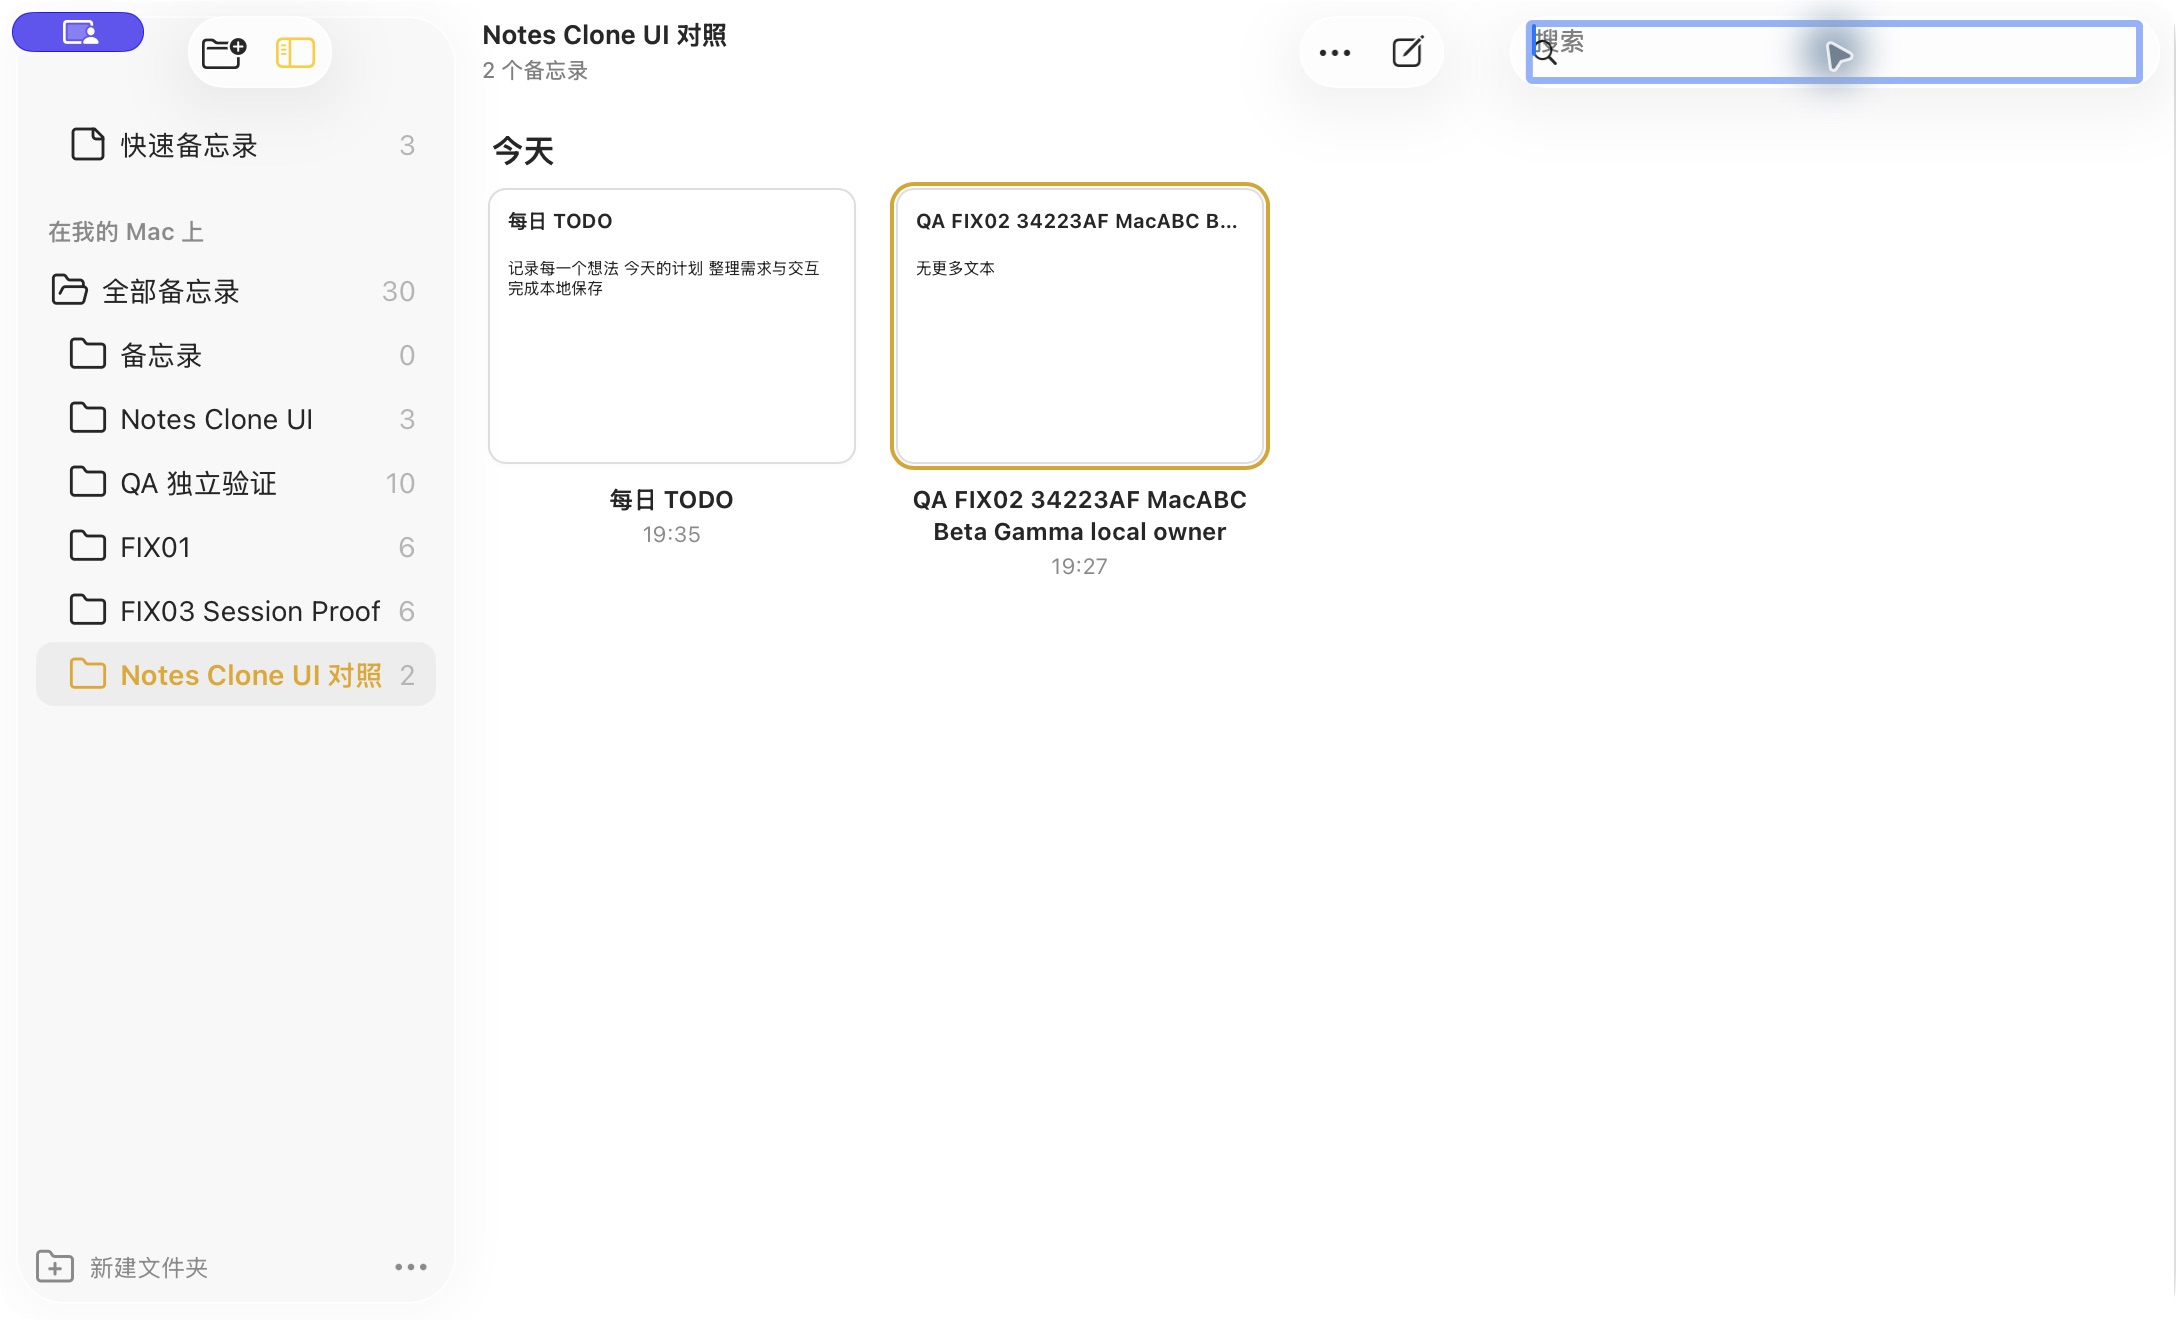 快速备忘录 3
在我的 Mac 上
全部备忘录 30
备忘录 0
Notes Clone UI 3
QA 独立验证 10
FIX01 6
FIX03 Session Proof 6
Notes Clone UI 对照 2
新建文件夹
Notes Clone UI 对照
2 个备忘录
搜索
今天
每日 TODO
记录每一个想法 今天的计划 整理需求与交互
完成本地保存
每日 TODO
19:35
QA FIX02 34223AF MacABC B...
无更多文本
QA FIX02 34223AF MacABC
Beta Gamma local owner
19:27